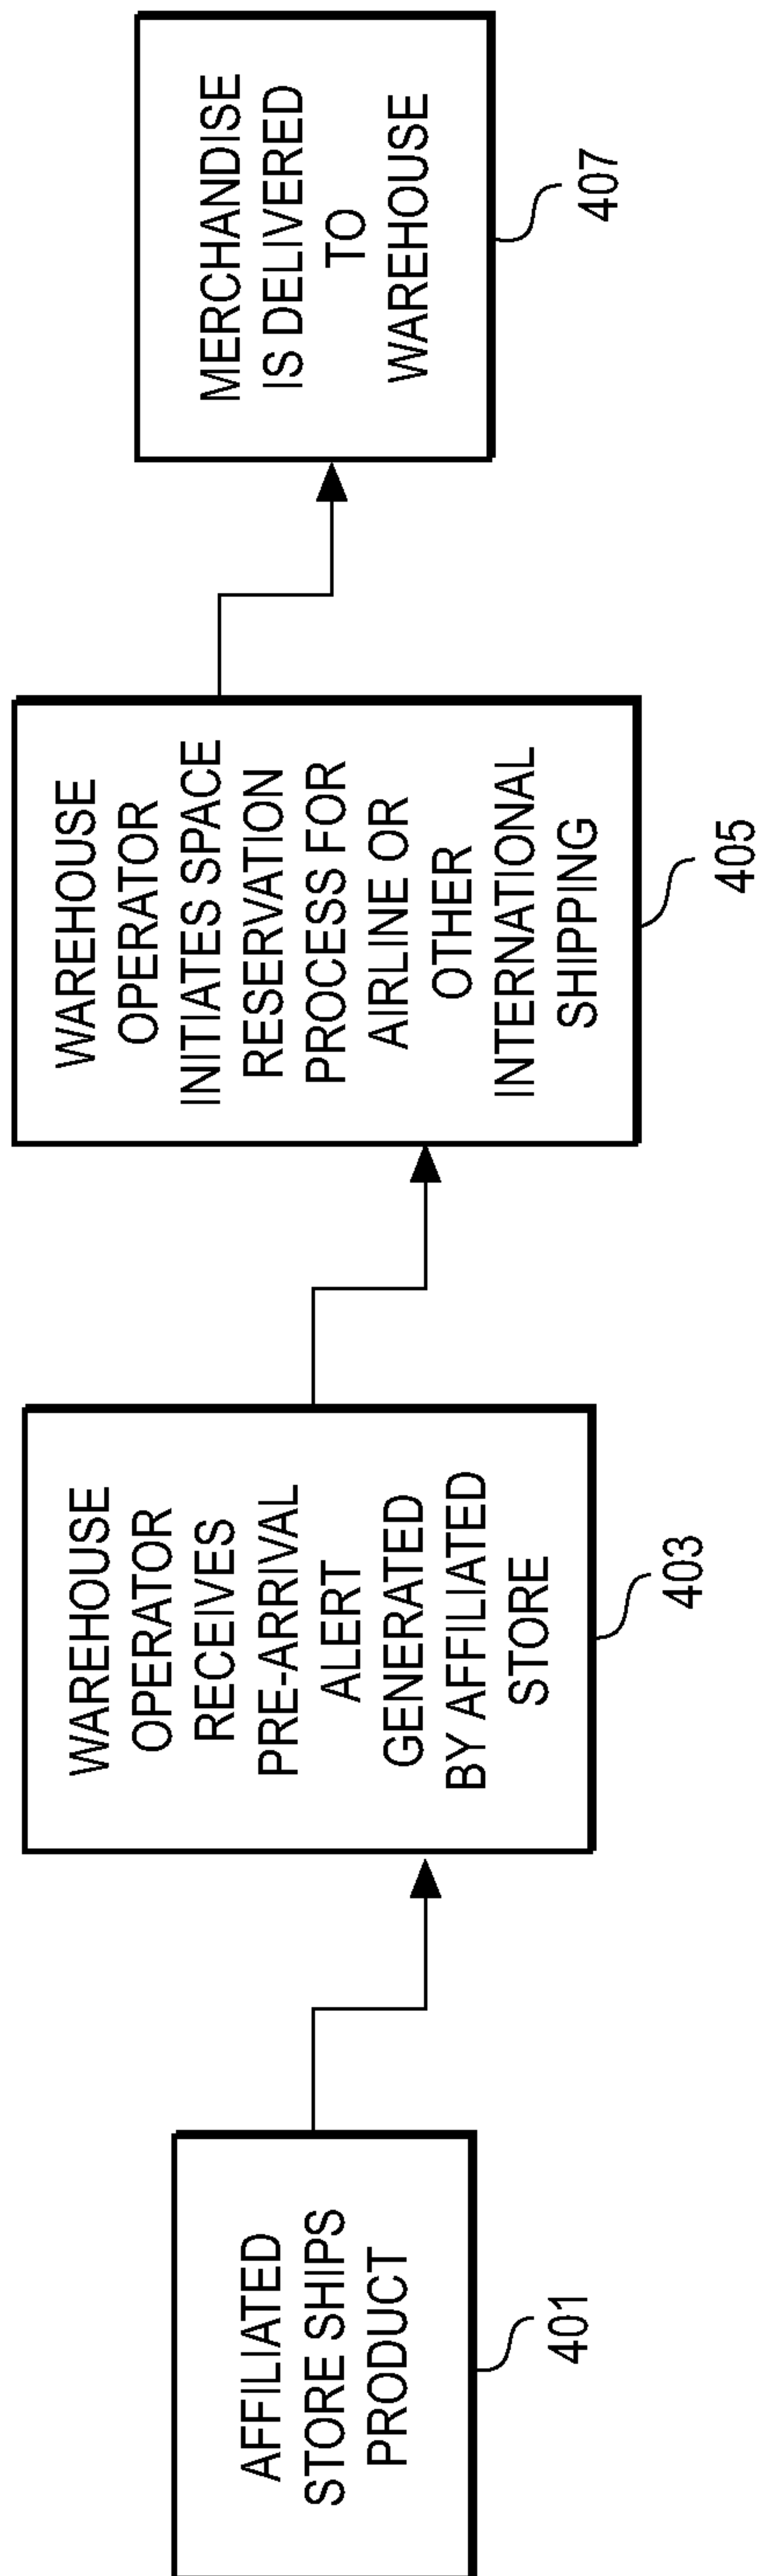 AFFILIATED
STORE SHIPS
PRODUCT
401
WAREHOUSE
OPERATOR
RECEIVES
PRE-ARRIVAL
ALERT
GENERATED
BY AFFILIATED
STORE
403
WAREHOUSE
OPERATOR
INITIATES SPACE
RESERVATION
PROCESS FOR
AIRLINE OR
OTHER
INTERNATIONAL
SHIPPING
405
MERCHANDISE
IS DELIVERED
TO
WAREHOUSE
407